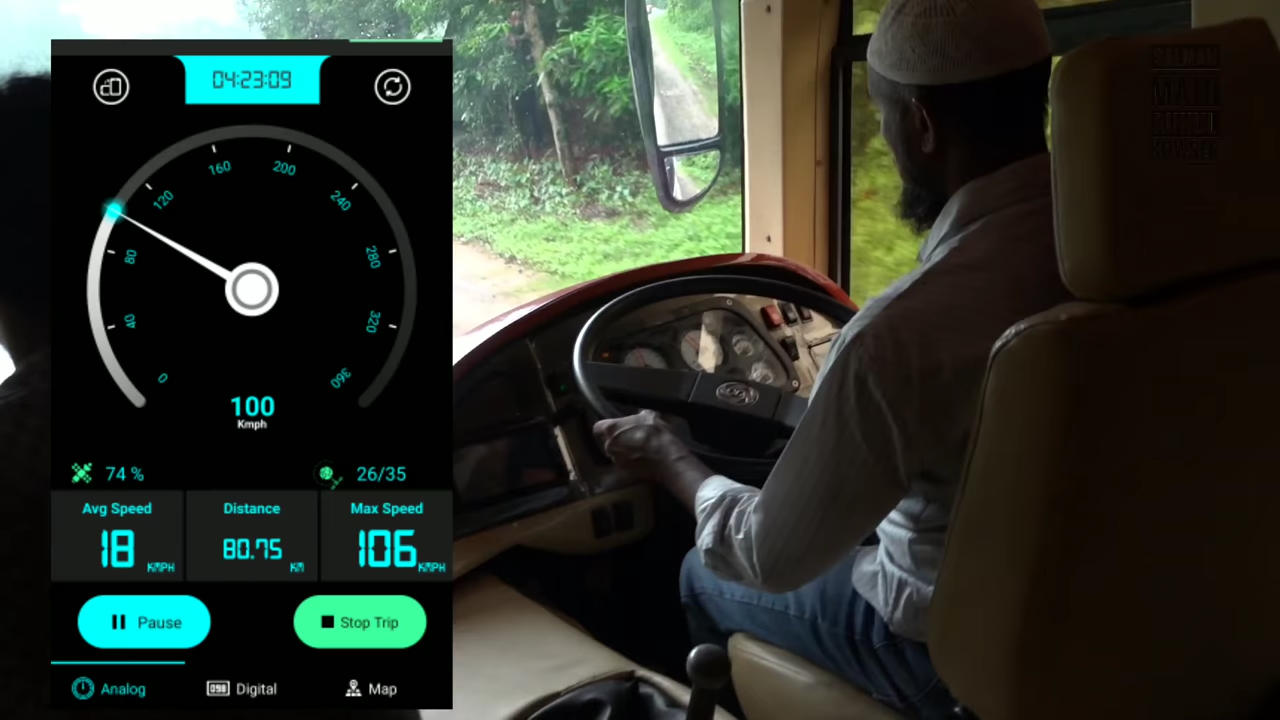 04:23:09
0
40
80
120
160
200
240
280
320
360
100
Kmph
74 %
26/35
Avg Speed
18 KMPH
Distance
80.75 KM
Max Speed
106 KMPH
Pause
Stop Trip
Analog
098 Digital
Map